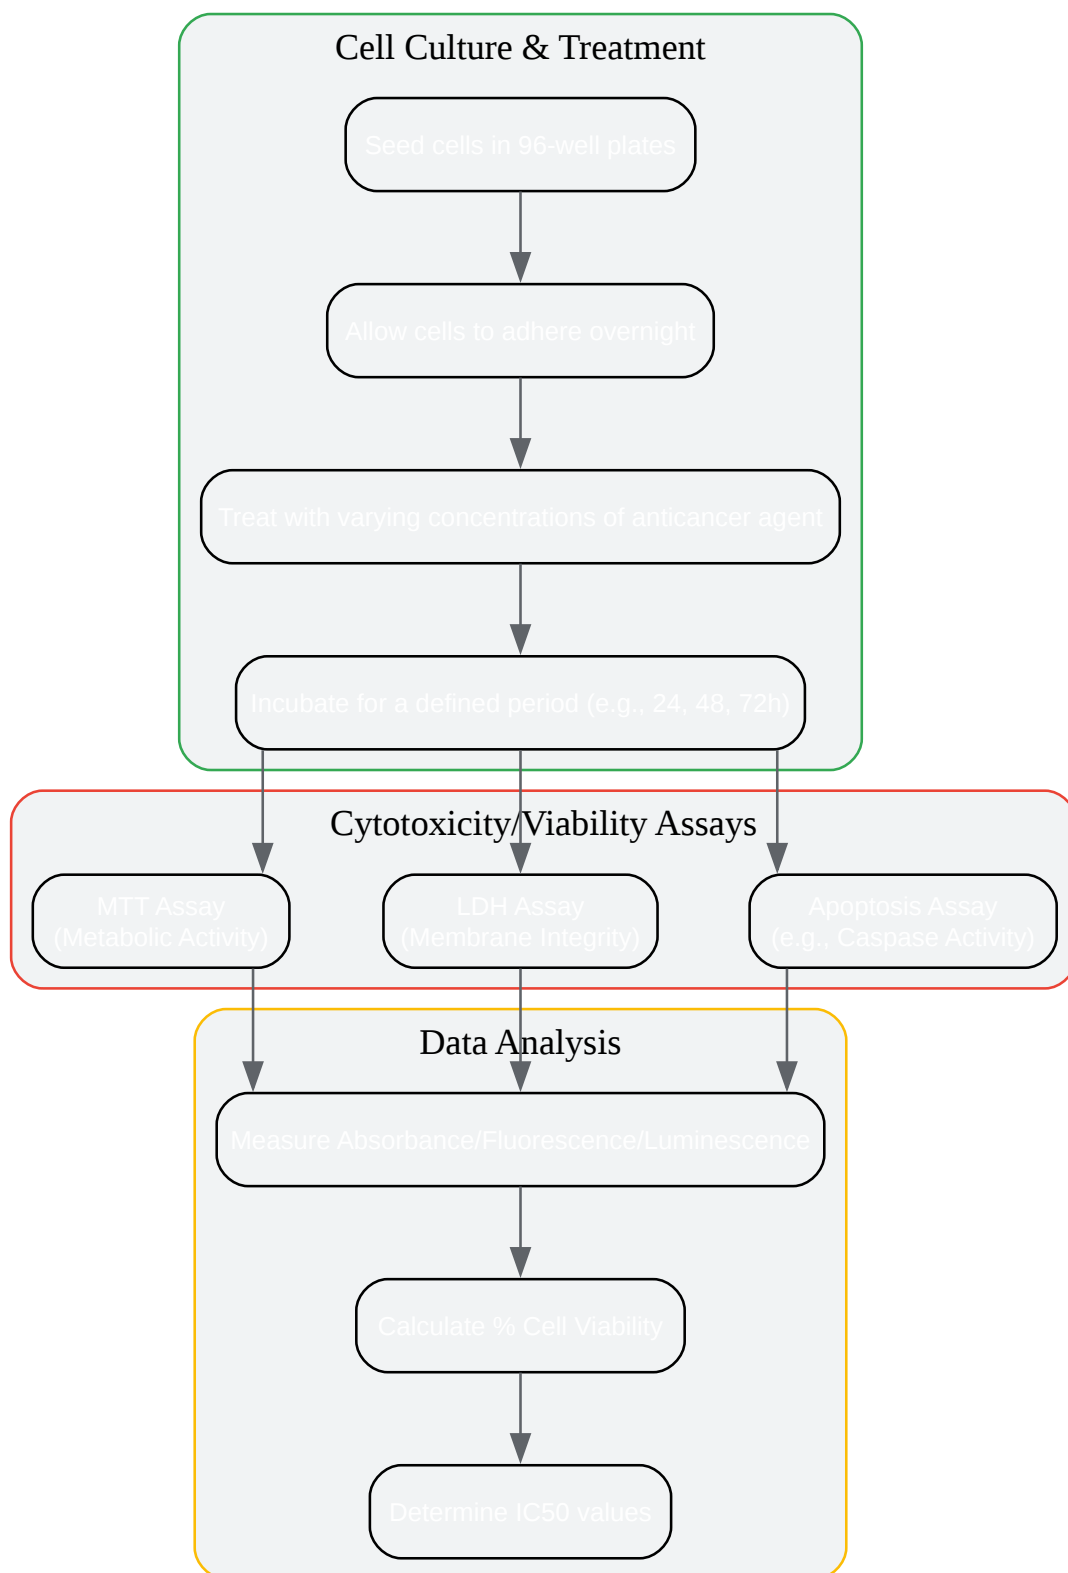 Cell Culture & Treatment
Seed cells in 96-well plates
Allow cells to adhere overnight
Treat with varying concentrations of anticancer agent
Incubate for a defined period (e.g., 24, 48, 72h)
Cytotoxicity/Viability Assays
MTT Assay
(Metabolic Activity)
LDH Assay
(Membrane Integrity)
Apoptosis Assay
(e.g., Caspase Activity)
Data Analysis
Measure Absorbance/Fluorescence/Luminescence
Calculate % Cell Viability
Determine IC50 values